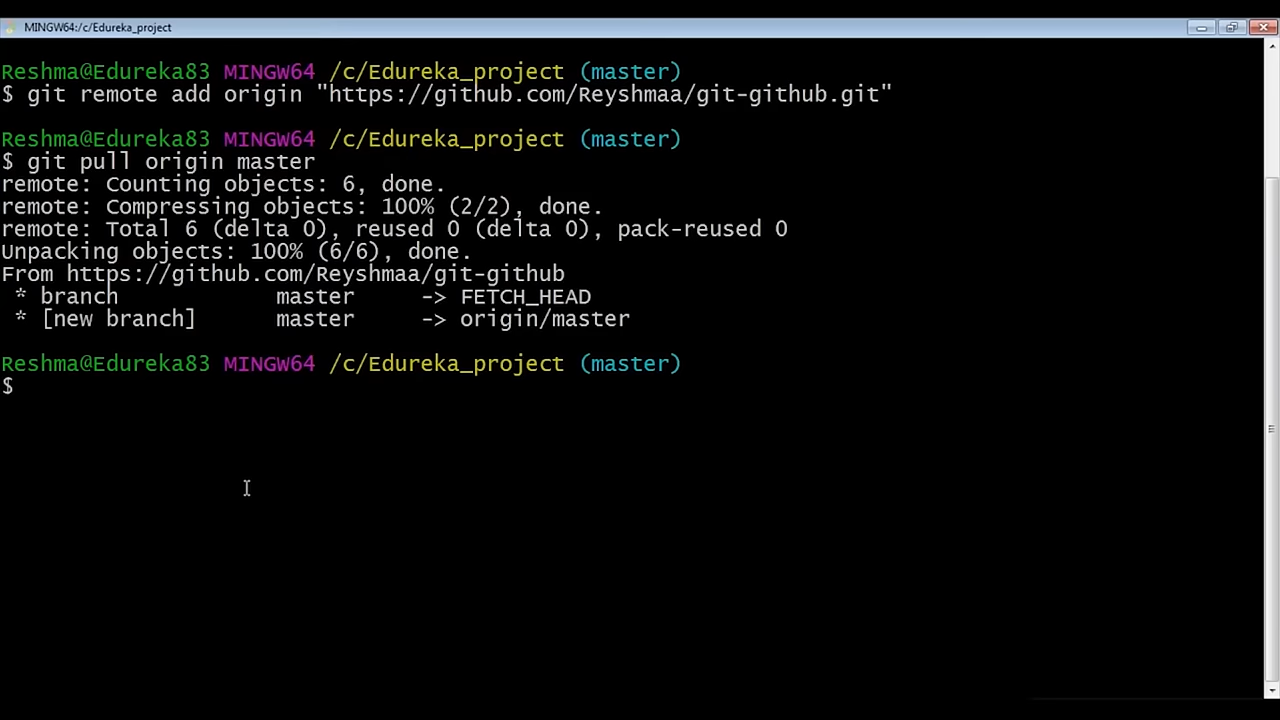 MINGW64:/c/Edureka_project
Reshma@Edureka83 MINGW64 /c/Edureka_project (master)
$ git remote add origin "https://github.com/Reyshmaa/git-github.git"
Reshma@Edureka83 MINGW64 /c/Edureka_project (master)
$ git pull origin master
remote: Counting objects: 6, done.
remote: Compressing objects: 100% (2/2), done.
remote: Total 6 (delta 0), reused 0 (delta 0), pack-reused 0
Unpacking objects: 100% (6/6), done.
From https://github.com/Reyshmaa/git-github
 * branch            master     -> FETCH_HEAD
 * [new branch]      master     -> origin/master
Reshma@Edureka83 MINGW64 /c/Edureka_project (master)
$